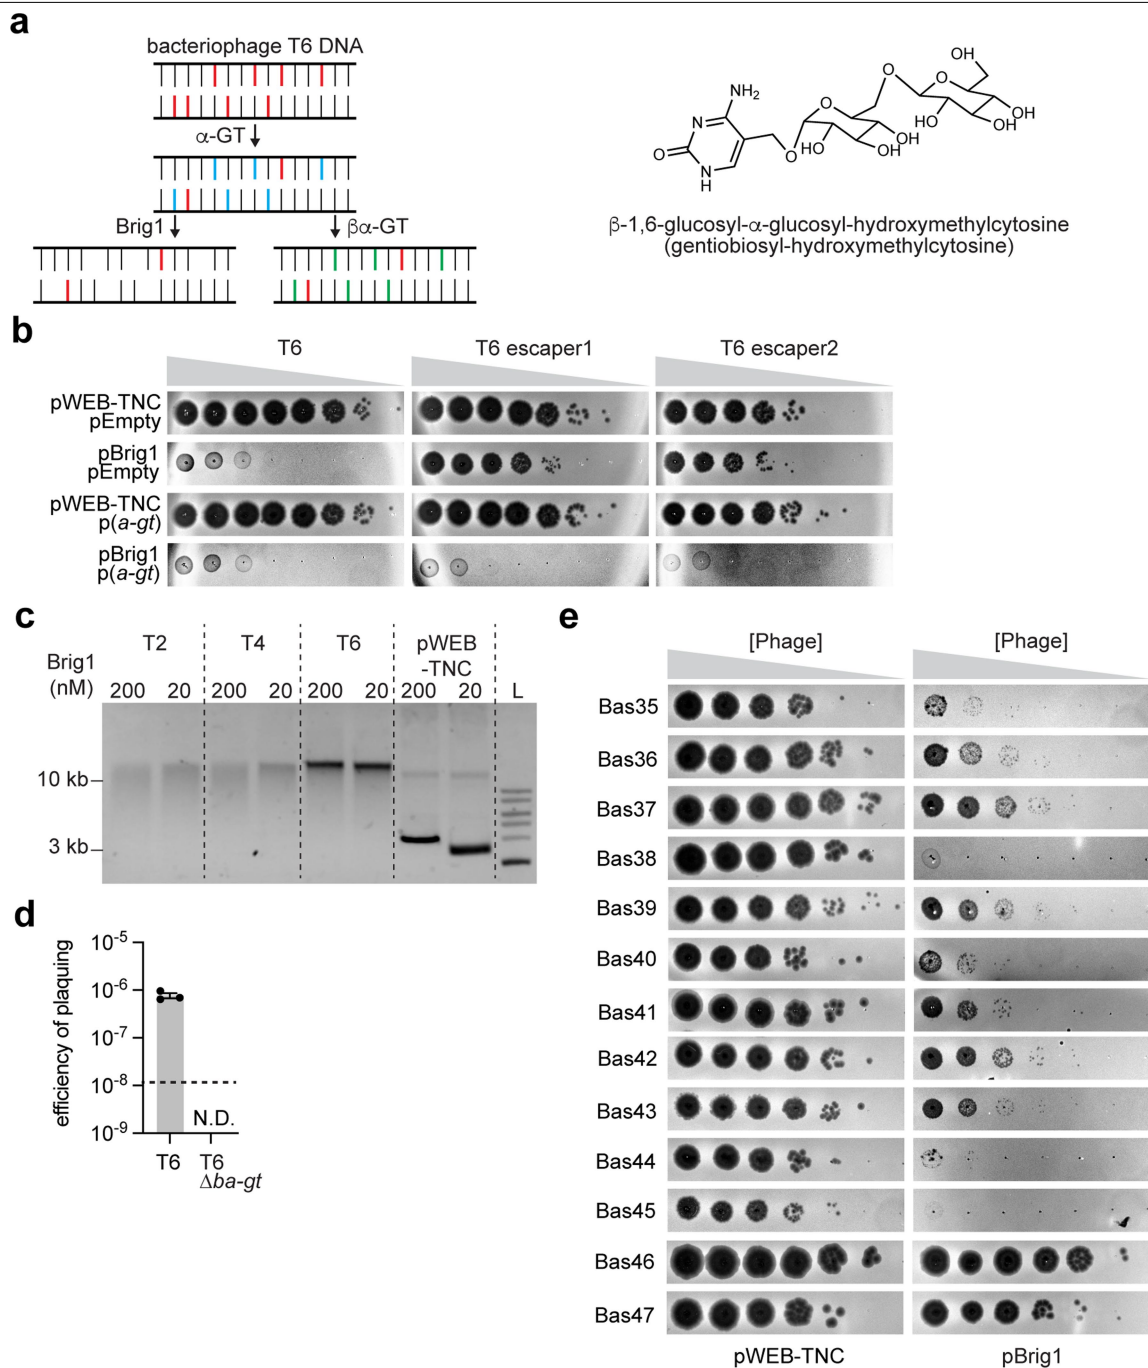 a
bacteriophage T6 DNA
α-GT
Brig1
βα-GT
NH2
N
O
N
H
O
O
HO
OH
OH
O
O
OH
HO
OH
OH
β-1,6-glucosyl-α-glucosyl-hydroxymethylcytosine
(gentiobiosyl-hydroxymethylcytosine)
b
T6
T6 escaper1
T6 escaper2
pWEB-TNC
pEmpty
pBrig1
pEmpty
pWEB-TNC
p(a-gt)
pBrig1
p(a-gt)
c
T2
T4
T6
pWEB
-TNC
Brig1
(nM)
200 20 200 20 200 20 200 20 L
10 kb
3 kb
d
efficiency of plaquing
10-5
10-6
10-7
10-8
10-9
N.D.
T6
T6
Δba-gt
e
[Phage]
[Phage]
Bas35
Bas36
Bas37
Bas38
Bas39
Bas40
Bas41
Bas42
Bas43
Bas44
Bas45
Bas46
Bas47
pWEB-TNC
pBrig1